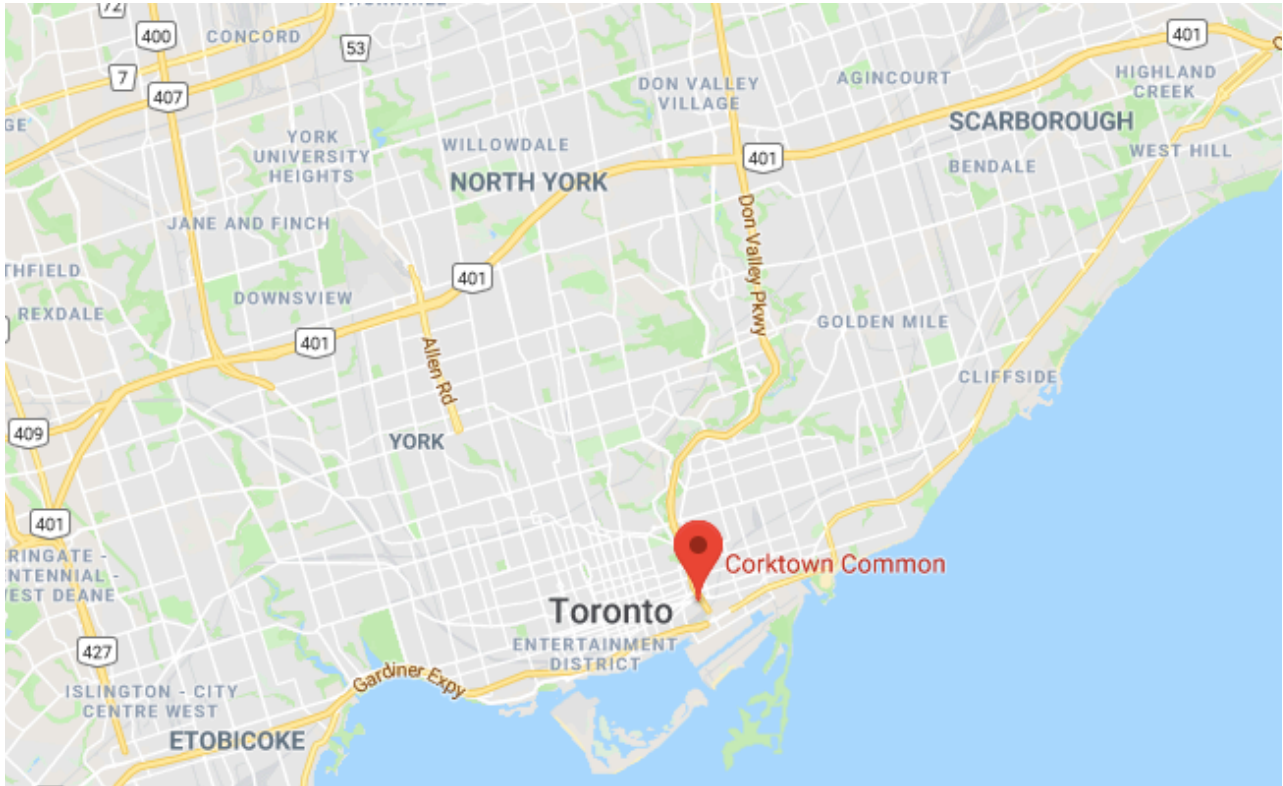 72
400
CONCORD
53
7
407
DON VALLEY
VILLAGE
AGINCOURT
401
HIGHLAND
CREEK
SCARBOROUGH
YORK
UNIVERSITY
HEIGHTS
WILLOWDALE
401
WEST HILL
BENDALE
NORTH YORK
JANE AND FINCH
Don Valley Pkwy
THFIELD
401
REXDALE
DOWNSVIEW
GOLDEN MILE
401
Allen Rd
CLIFFSIDE
409
YORK
401
RINGATE -
NTENNIAL -
EST DEANE
Corktown Common
Toronto
ENTERTAINMENT
DISTRICT
427
Gardiner Expy
ISLINGTON - CITY
CENTRE WEST
ETOBICOKE